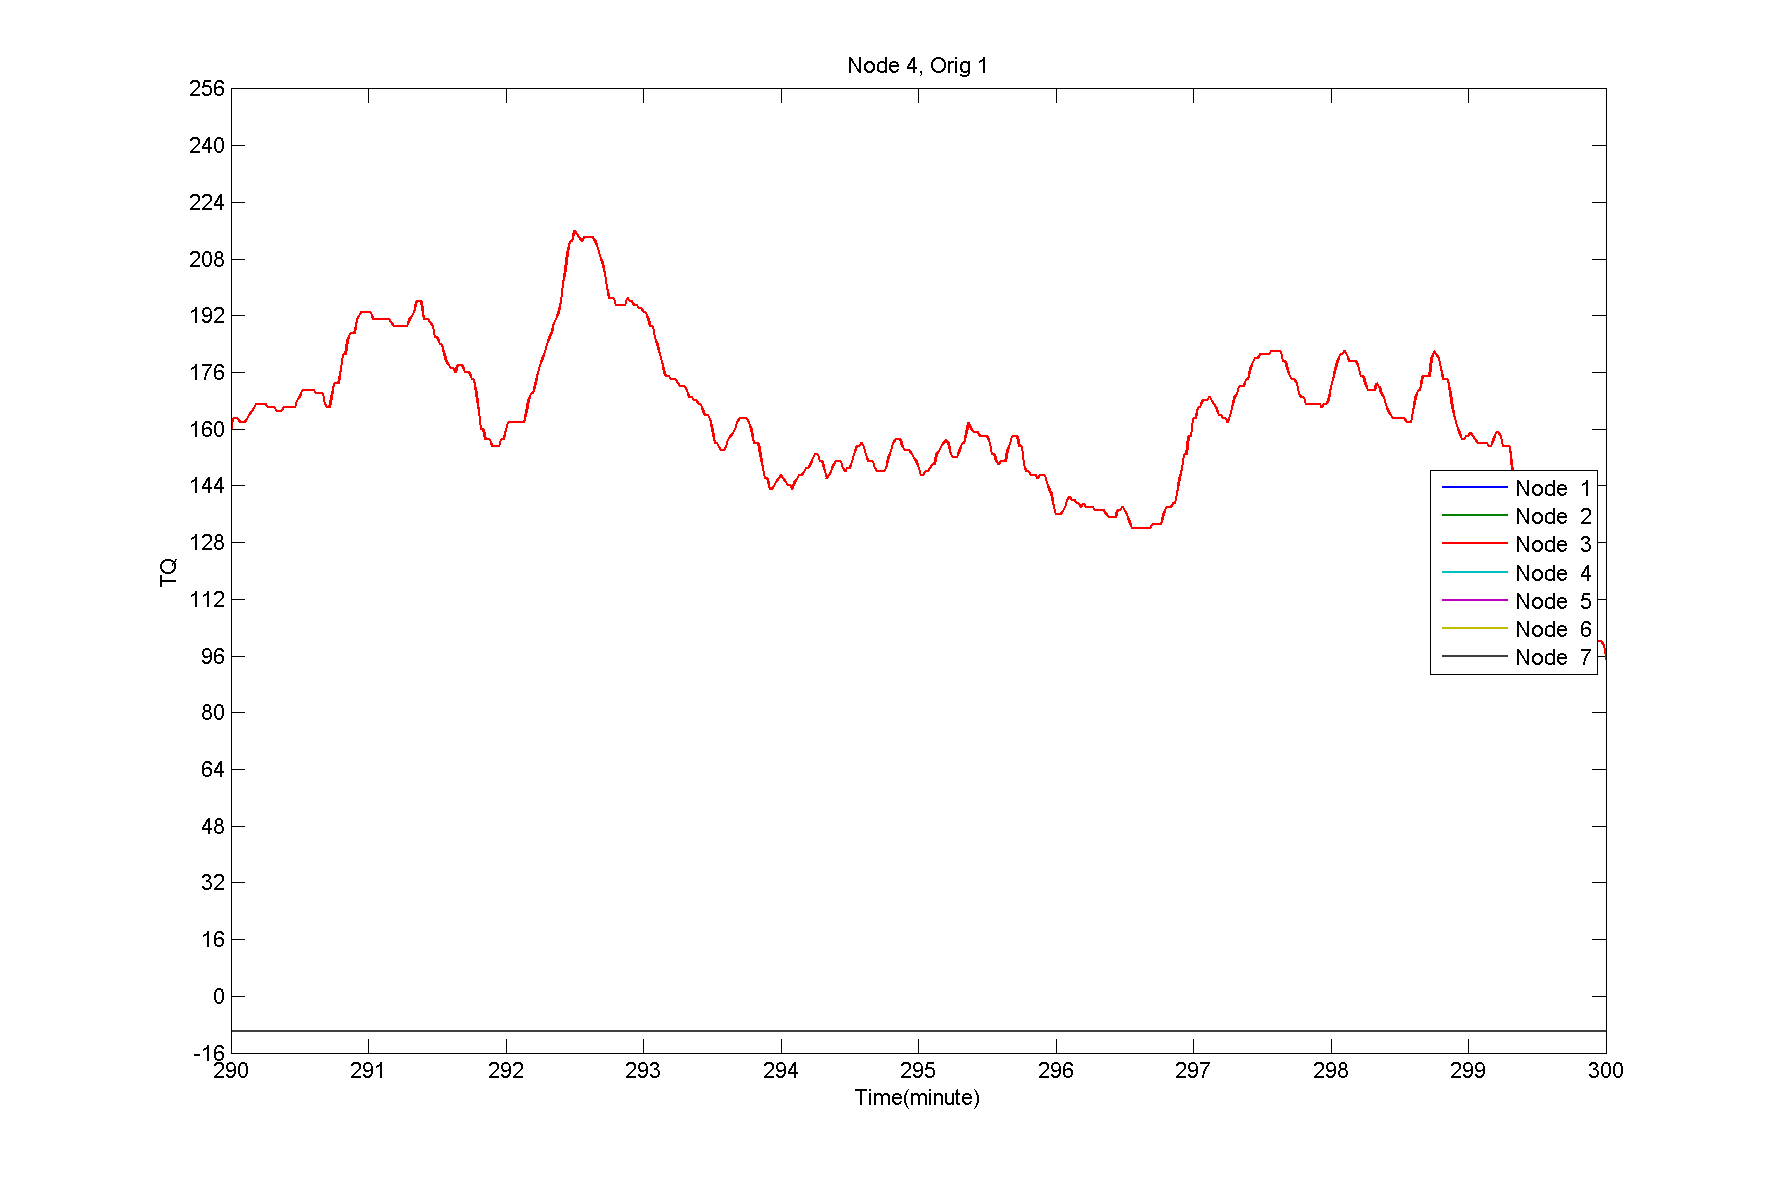 Node 4, Orig 1
256
240
224
208
192
176
160
144
128
112
96
80
64
48
32
16
0
-16
TQ
Node 1
Node 2
Node 3
Node 4
Node 5
Node 6
Node 7
290 291 292 293 294 295 296 297 298 299 300
Time(minute)